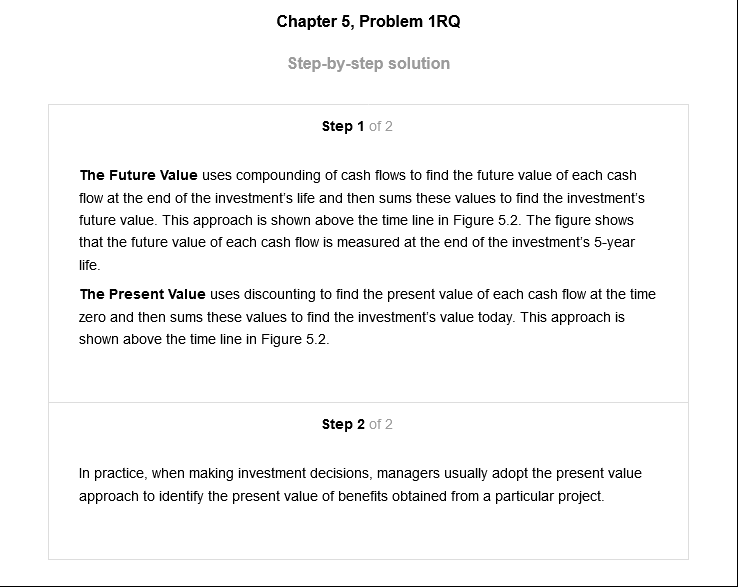 Chapter 5, Problem 1RQ
Step-by-step solution
Step 1 of 2
The Future Value uses compounding of cash flows to find the future value of each cash
flow at the end of the investment's life and then sums these values to find the investment's
future value. This approach is shown above the time line in Figure 5.2. The figure shows
that the future value of each cash flow is measured at the end of the investment's 5-year
life.
The Present Value uses discounting to find the present value of each cash flow at the time
zero and then sums these values to find the investment's value today. This approach is
shown above the time line in Figure 5.2.
Step 2 of 2
In practice, when making investment decisions, managers usually adopt the present value
approach to identify the present value of benefits obtained from a particular project.